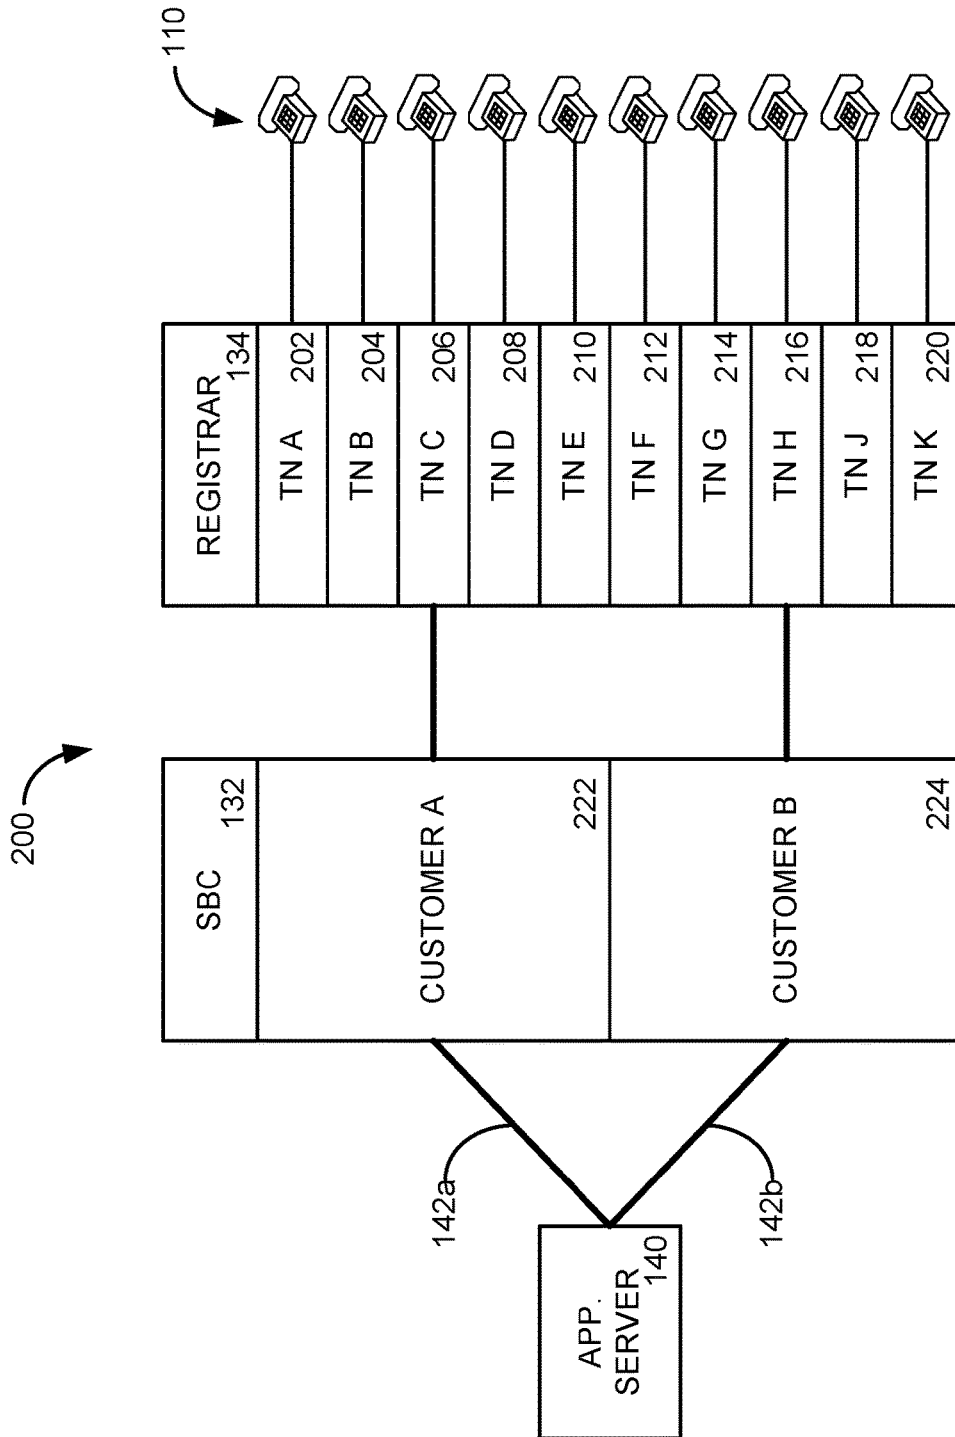 200
110
APP.
SERVER
140
142a
142b
SBC
132
CUSTOMER A
222
CUSTOMER B
224
REGISTRAR
134
TN A
202
TN B
204
TN C
206
TN D
208
TN E
210
TN F
212
TN G
214
TN H
216
TN J
218
TN K
220